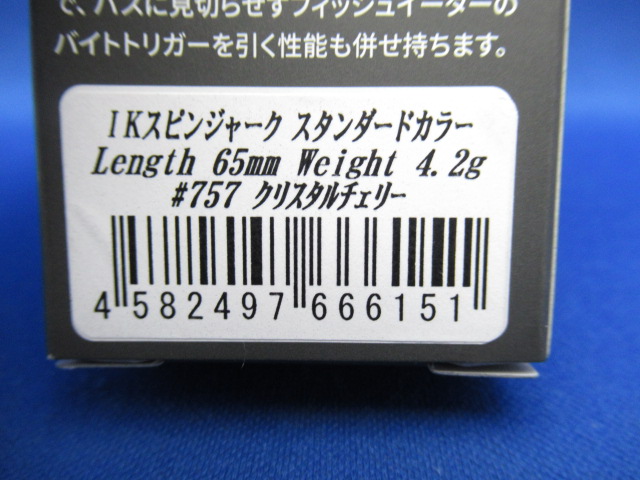 で、バスに見切らせずフィッシュイーターの
バイトトリガーを引く性能も併せ持ちます。
IKスピンジャーク スタンダードカラー
Length 65mm Weight 4.2g
#757 クリスタルチェリー
4 582497 666151